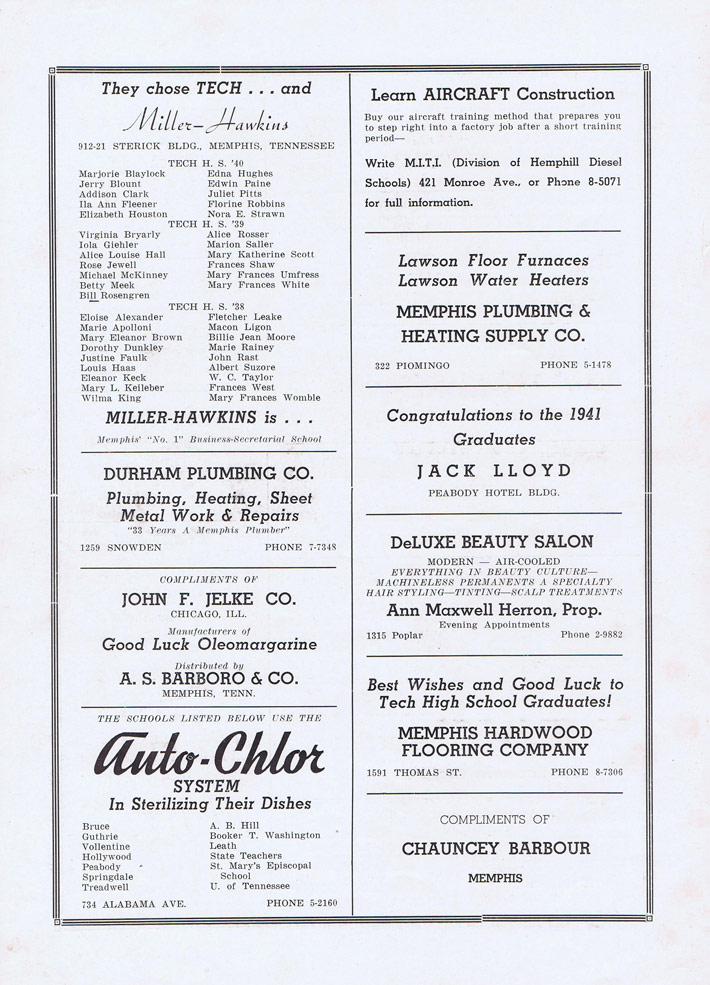 They chose TECH . . . and
Miller-Hawkins
912-21 STERICK BLDG., MEMPHIS, TENNESSEE
TECH H. S. '40
Marjorie Blaylock Edna Hughes
Jerry Blount Edwin Paine
Addison Clark Juliet Pitts
Ila Ann Fleener Florine Robbins
Elizabeth Houston Nora E. Strawn
TECH H. S. '39
Virginia Bryarly Alice Rosser
Iola Giehler Marion Saller
Alice Louise Hall Mary Katherine Scott
Rose Jewell Frances Shaw
Michael McKinney Mary Frances Umfress
Betty Meek Mary Frances White
Bill Rosengren
TECH H. S. '38
Eloise Alexander Fletcher Leake
Marie Apolloni Macon Ligon
Mary Eleanor Brown Billie Jean Moore
Dorothy Dunkley Marie Rainey
Justine Faulk John Rast
Louis Haas Albert Suzore
Eleanor Keck W. C. Taylor
Mary L. Keileber Frances West
Wilma King Mary Frances Womble
MILLER-HAWKINS is . . .
Memphis' "No. 1" Business-Secretarial School
DURHAM PLUMBING CO.
Plumbing, Heating, Sheet
Metal Work & Repairs
"33 Years A Memphis Plumber"
1259 SNOWDEN PHONE 7-7348
COMPLIMENTS OF
JOHN F. JELKE CO.
CHICAGO, ILL.
Manufacturers of
Good Luck Oleomargarine
Distributed by
A. S. BARBORO & CO.
MEMPHIS, TENN.
THE SCHOOLS LISTED BELOW USE THE
Auto-Chlor
SYSTEM
In Sterilizing Their Dishes
Bruce A. B. Hill
Guthrie Booker T. Washington
Vollentine Leath
Hollywood State Teachers
Peabody St. Mary's Episcopal
Springdale School
Treadwell U. of Tennessee
734 ALABAMA AVE. PHONE 5-2160
Learn AIRCRAFT Construction
Buy our aircraft training method that prepares you
to step right into a factory job after a short training
period—
Write M.I.T.I. (Division of Hemphill Diesel
Schools) 421 Monroe Ave., or Phone 8-5071
for full information.
Lawson Floor Furnaces
Lawson Water Heaters
MEMPHIS PLUMBING &
HEATING SUPPLY CO.
322 PIOMINGO PHONE 5-1478
Congratulations to the 1941
Graduates
JACK LLOYD
PEABODY HOTEL BLDG.
DeLUXE BEAUTY SALON
MODERN — AIR-COOLED
EVERYTHING IN BEAUTY CULTURE—
MACHINELESS PERMANENTS A SPECIALTY
HAIR STYLING—TINTING—SCALP TREATMENTS
Ann Maxwell Herron, Prop.
Evening Appointments
1315 Poplar Phone 2-9882
Best Wishes and Good Luck to
Tech High School Graduates!
MEMPHIS HARDWOOD
FLOORING COMPANY
1591 THOMAS ST. PHONE 8-7306
COMPLIMENTS OF
CHAUNCEY BARBOUR
MEMPHIS